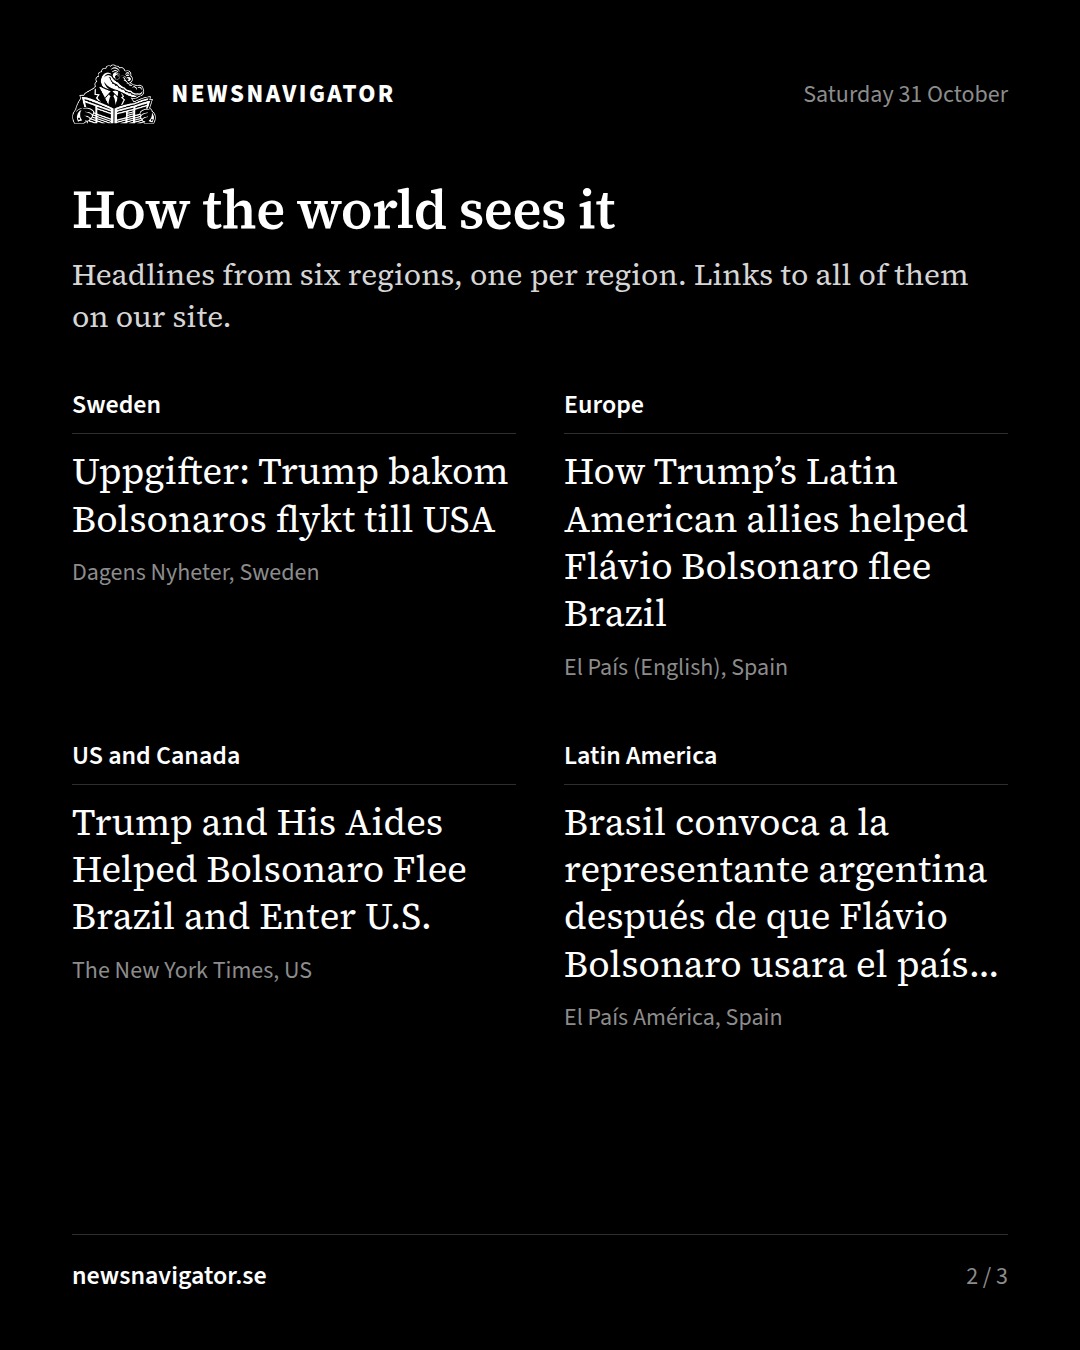 NEWSNAVIGATOR
Saturday 31 October
How the world sees it
Headlines from six regions, one per region. Links to all of them
on our site.
Sweden
Uppgifter: Trump bakom
Bolsonaros flykt till USA
Dagens Nyheter, Sweden
Europe
How Trump’s Latin
American allies helped
Flávio Bolsonaro flee
Brazil
El País (English), Spain
US and Canada
Trump and His Aides
Helped Bolsonaro Flee
Brazil and Enter U.S.
The New York Times, US
Latin America
Brasil convoca a la
representante argentina
después de que Flávio
Bolsonaro usara el país…
El País América, Spain
newsnavigator.se
2 / 3